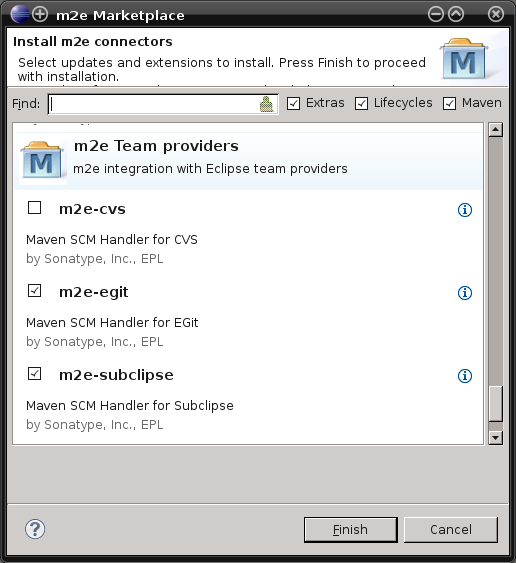 m2e Marketplace
Install m2e connectors
Select updates and extensions to install. Press Finish to proceed
with installation.
Find:
Extras
Lifecycles
Maven
m2e Team providers
m2e integration with Eclipse team providers
m2e-cvs
Maven SCM Handler for CVS
by Sonatype, Inc., EPL
m2e-egit
Maven SCM Handler for EGit
by Sonatype, Inc., EPL
m2e-subclipse
Maven SCM Handler for Subclipse
by Sonatype, Inc., EPL
Finish
Cancel